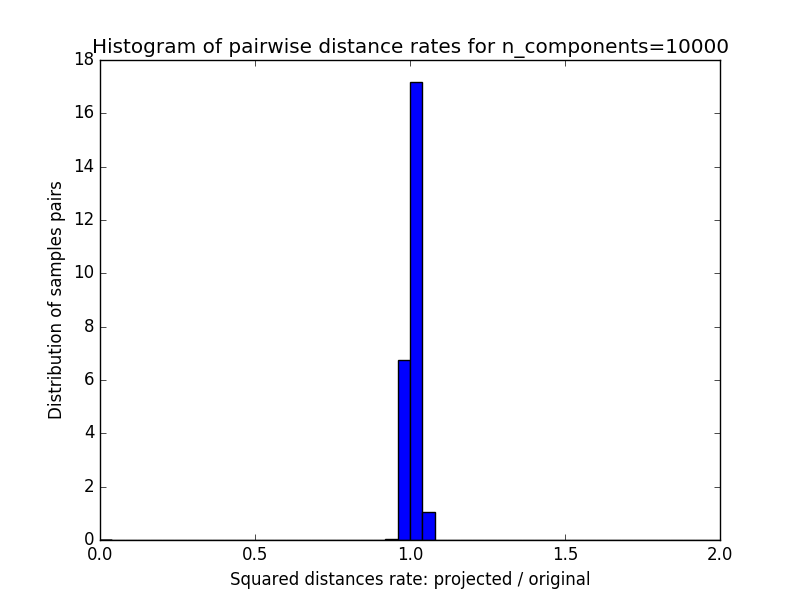 Histogram of pairwise distance rates for n_components=10000
18
16
14
12
10
8
6
4
2
0
Distribution of samples pairs
0.0 0.5 1.0 1.5 2.0
Squared distances rate: projected / original